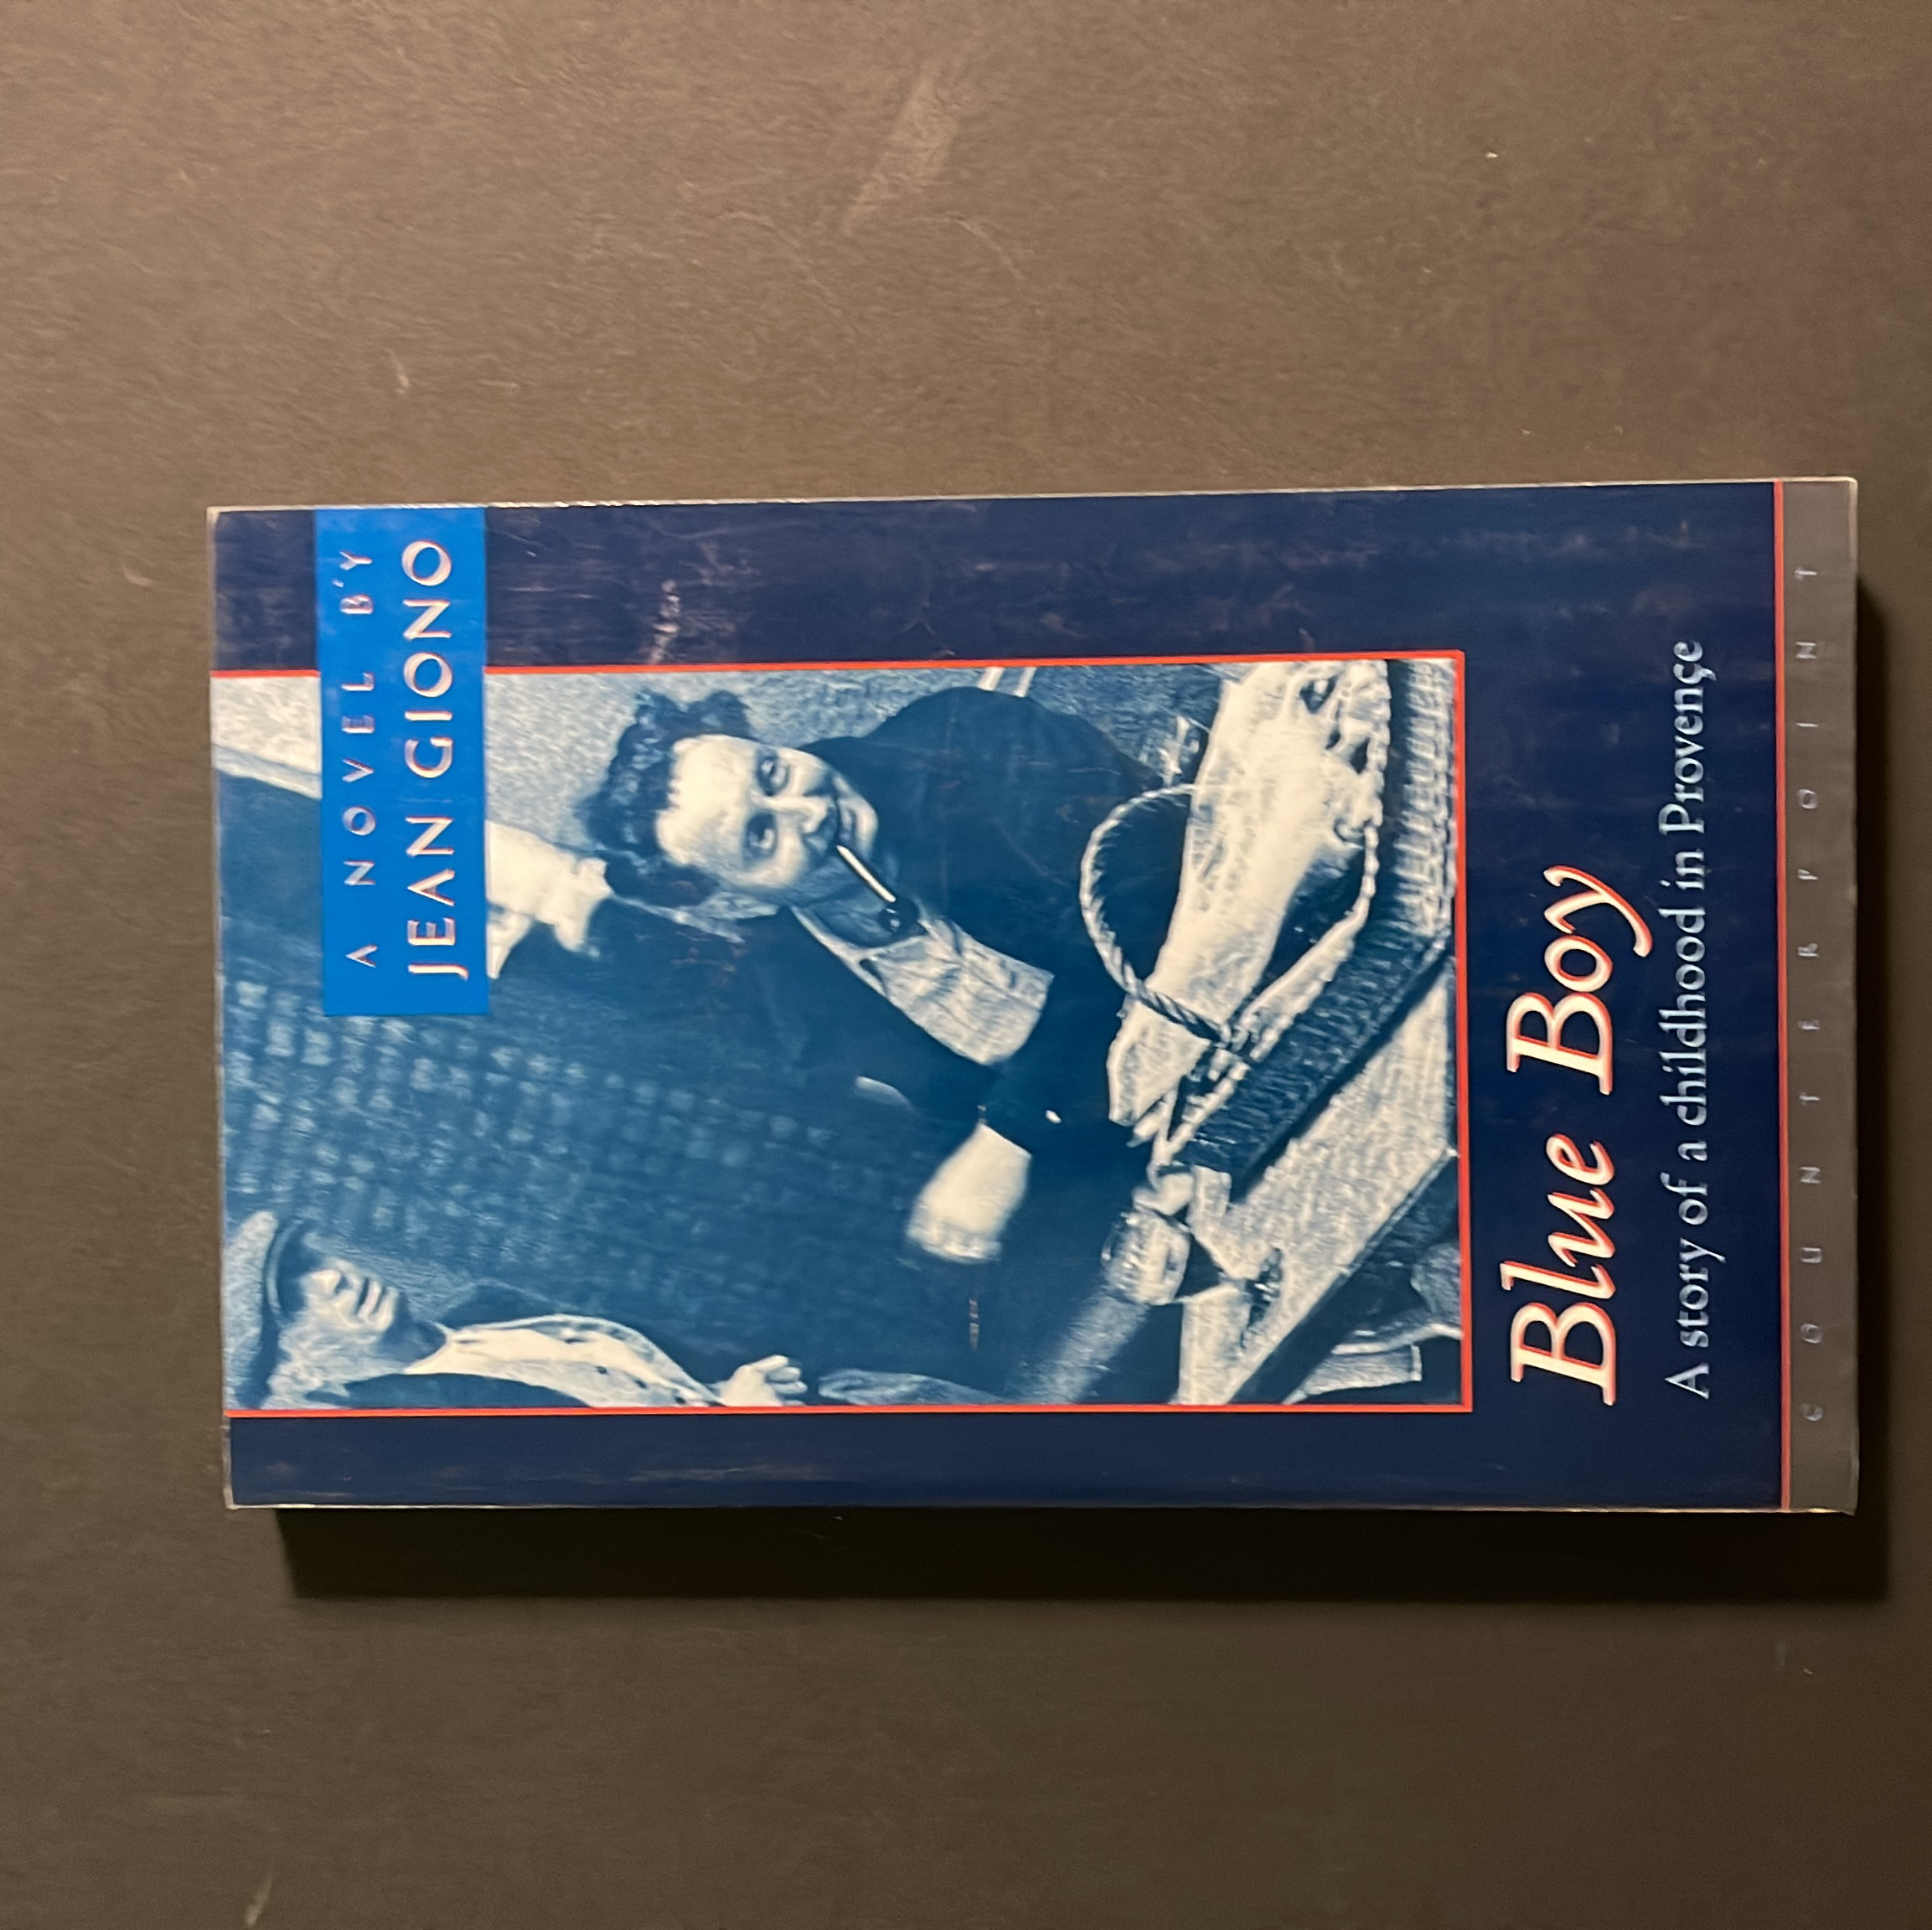 A NOVEL BY
JEAN GIONO
Blue Boy
A story of a childhood in Provence
COUNTERPOINT